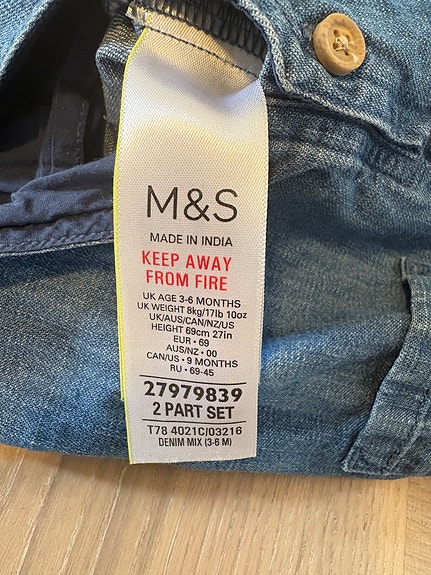 M&S
MADE IN INDIA
KEEP AWAY
FROM FIRE
UK AGE 3-6 MONTHS
UK WEIGHT 8kg/17lb 10oz
UK/AUS/CAN/NZ/US
HEIGHT 69cm 27in
EUR • 69
AUS/NZ • 00
CAN/US • 9 MONTHS
RU • 69-45
27979839
2 PART SET
T78 4021C/03216
DENIM MIX (3-6 M)